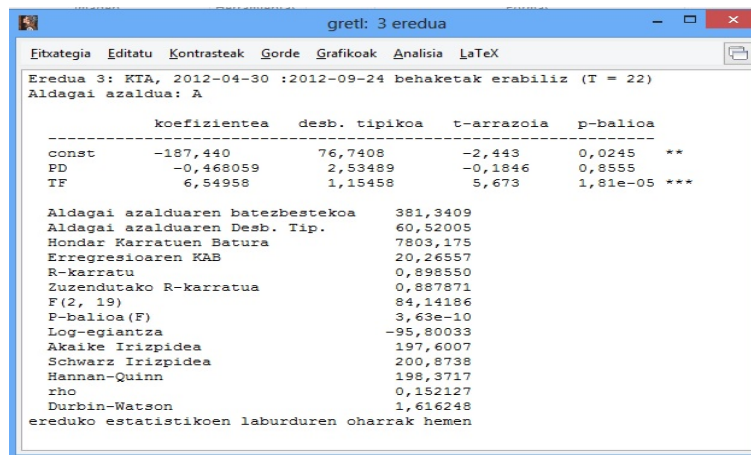 gretl: 3 eredua
Fitxategia Editatu Kontrasteak Gorde Grafikoak Analisia LaTeX
Eredua 3: KTA, 2012-04-30 :2012-09-24 behaketak erabiliz (T = 22)
Aldagai azaldua: A
koefizientea desb. tipikoa t-arrazoia p-balioa
const -187,440 76,7408 -2,443 0,0245 **
PD -0,468059 2,53489 -0,1846 0,8555
TF 6,54958 1,15458 5,673 1,81e-05 ***
Aldagai azalduaren batezbestekoa 381,3409
Aldagai azalduaren Desb. Tip. 60,52005
Hondar Karratuen Batura 7803,175
Erregresioaren KAB 20,26557
R-karratu 0,898550
Zuzendutako R-karratua 0,887871
F(2, 19) 84,14186
P-balioa(F) 3,63e-10
Log-egiantza -95,80033
Akaike Irizpidea 197,6007
Schwarz Irizpidea 200,8738
Hannan-Quinn 198,3717
rho 0,152127
Durbin-Watson 1,616248
ereduko estatistikoen laburduren oharrak hemen